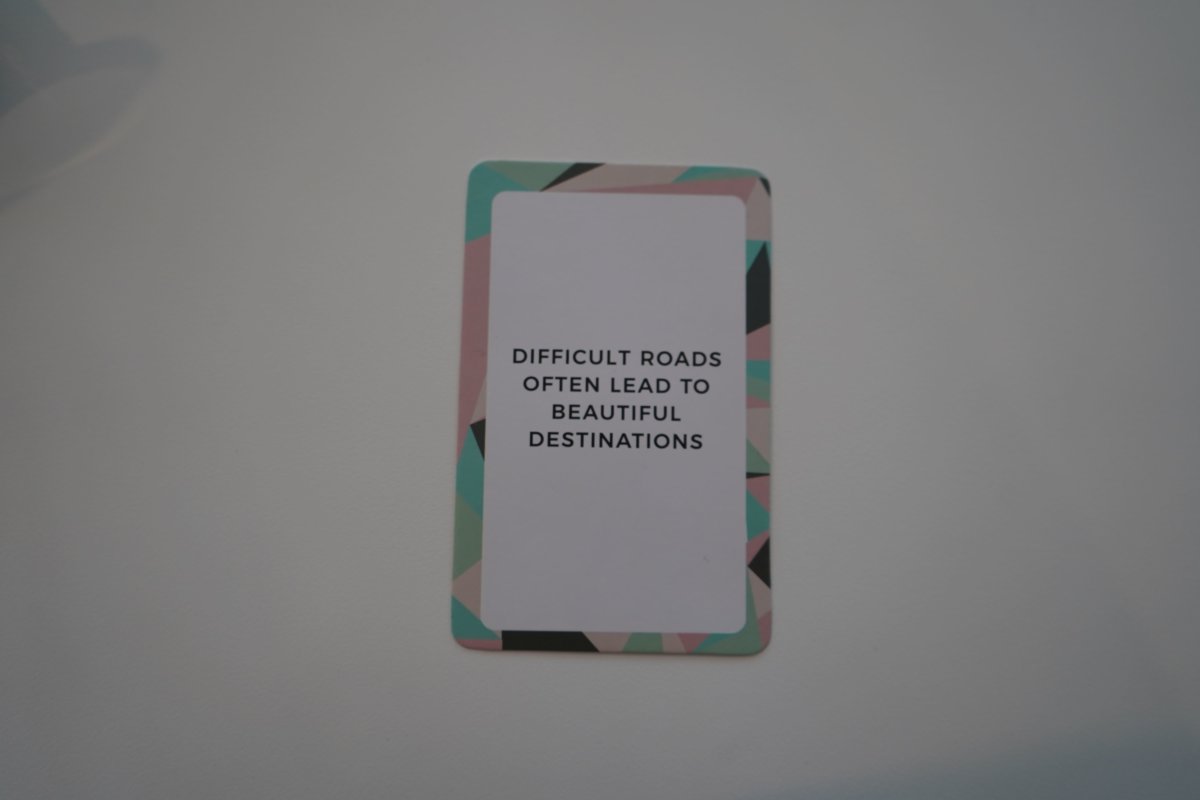 DIFFICULT ROADS
OFTEN LEAD TO
BEAUTIFUL
DESTINATIONS